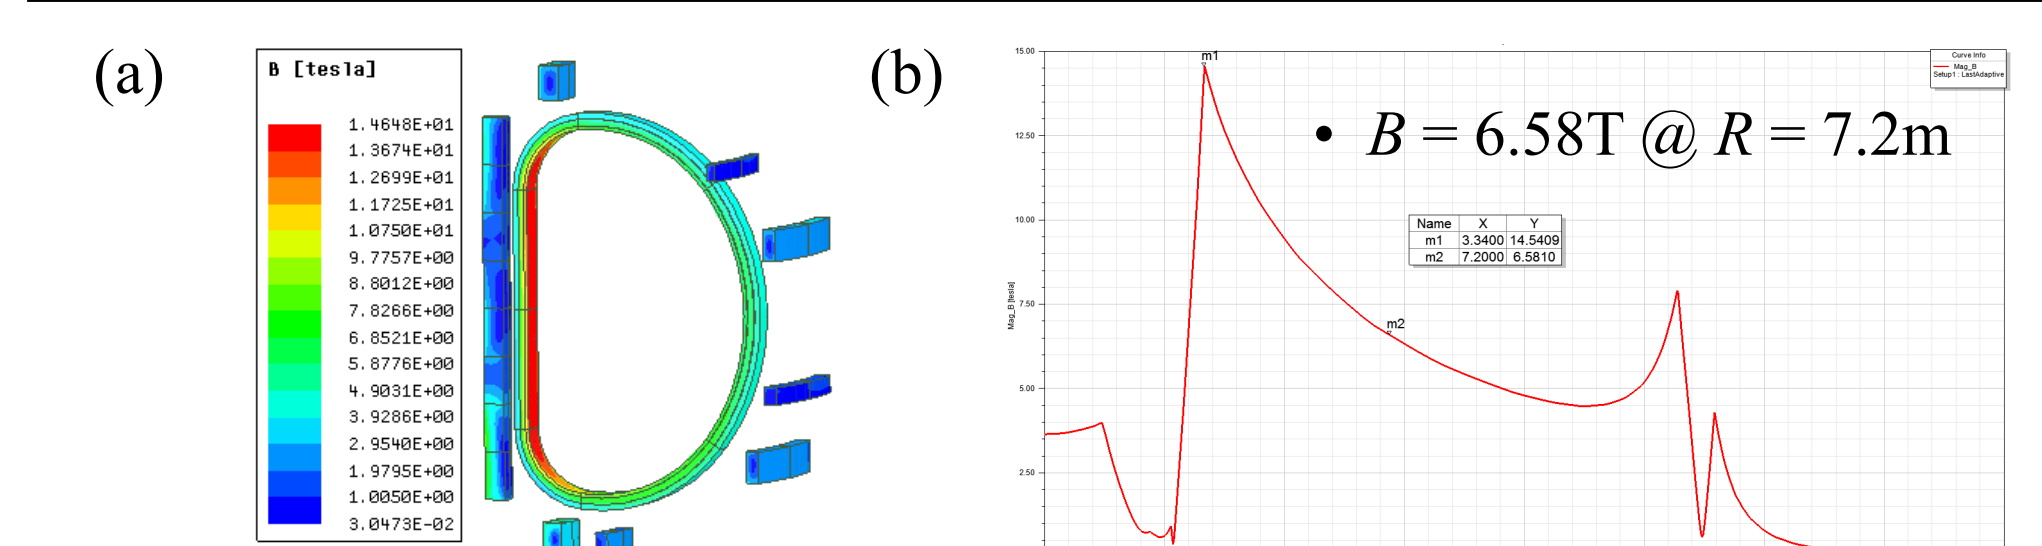 (a)
B [tesla]
1.4648E+01
1.3674E+01
1.2699E+01
1.1725E+01
1.0750E+01
9.7757E+00
8.8012E+00
7.8266E+00
6.8521E+00
5.8776E+00
4.9031E+00
3.9286E+00
2.9540E+00
1.9795E+00
1.0050E+00
3.0473E-02
(b)
15.00
12.50
10.00
7.50
5.00
2.50
Mag_B [tesla]
m1
Curve Info
Mag_B
Setup1 : LastAdaptive
• B = 6.58T @ R = 7.2m
Name X Y
m1 3.3400 14.5409
m2 7.2000 6.5810
m2